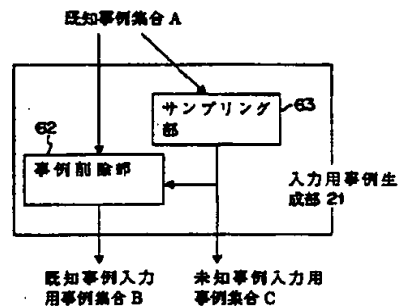 既知事例集合 A
サンプリング
部
63
62
事例削除部
入力用事例生
成部 21
既知事例入力
用事例集合 B
未知事例入力用
事例集合 C